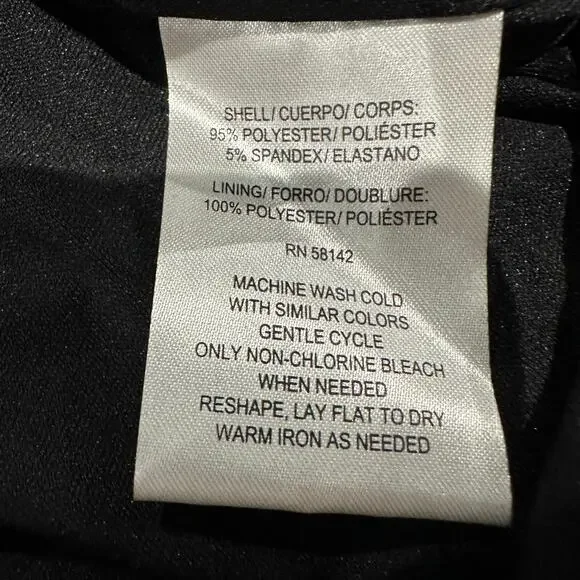 SHELL/ CUERPO/ CORPS:
95% POLYESTER/ POLIÉSTER
5% SPANDEX/ ELASTANO
LINING/ FORRO/ DOUBLURE:
100% POLYESTER/ POLIÉSTER
RN 58142
MACHINE WASH COLD
WITH SIMILAR COLORS
GENTLE CYCLE
ONLY NON-CHLORINE BLEACH
WHEN NEEDED
RESHAPE, LAY FLAT TO DRY
WARM IRON AS NEEDED